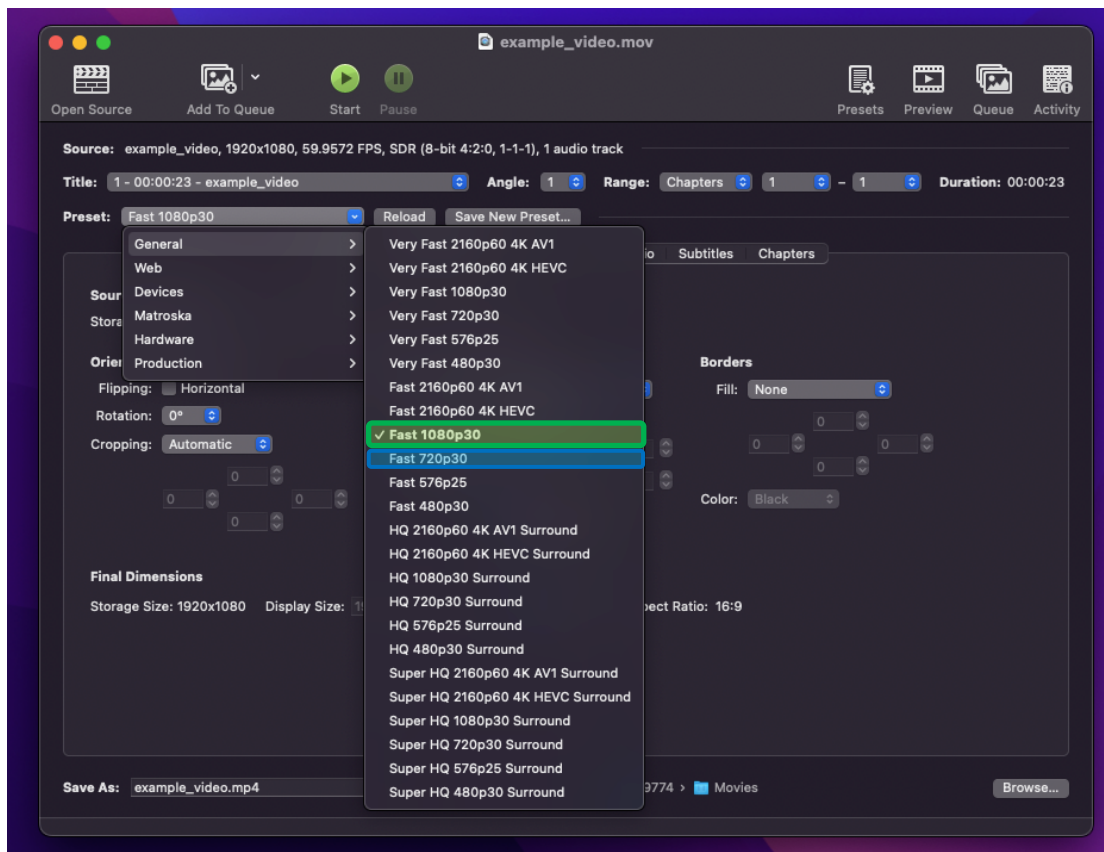 example_video.mov
Open Source Add To Queue Start Pause Presets Preview Queue Activity
Source: example_video, 1920x1080, 59.9572 FPS, SDR (8-bit 4:2:0, 1-1-1), 1 audio track
Title: 1 - 00:00:23 - example_video Angle: 1 Range: Chapters 1 - 1 Duration: 00:00:23
Preset: Fast 1080p30 Reload Save New Preset...
General
Web
Devices
Matroska
Hardware
Production
Very Fast 2160p60 4K AV1
Very Fast 2160p60 4K HEVC
Very Fast 1080p30
Very Fast 720p30
Very Fast 576p25
Very Fast 480p30
Fast 2160p60 4K AV1
Fast 2160p60 4K HEVC
✓ Fast 1080p30
Fast 720p30
Fast 576p25
Fast 480p30
HQ 2160p60 4K AV1 Surround
HQ 2160p60 4K HEVC Surround
HQ 1080p30 Surround
HQ 720p30 Surround
HQ 576p25 Surround
HQ 480p30 Surround
Super HQ 2160p60 4K AV1 Surround
Super HQ 2160p60 4K HEVC Surround
Super HQ 1080p30 Surround
Super HQ 720p30 Surround
Super HQ 576p25 Surround
Super HQ 480p30 Surround
Subtitles Chapters
Flipping: Horizontal
Rotation: 0°
Cropping: Automatic
0
0 0
0
Borders
Fill: None
0
0 0
0
Color: Black
Final Dimensions
Storage Size: 1920x1080 Display Size: Ratio: 16:9
Save As: example_video.mp4 9774 > Movies Browse...